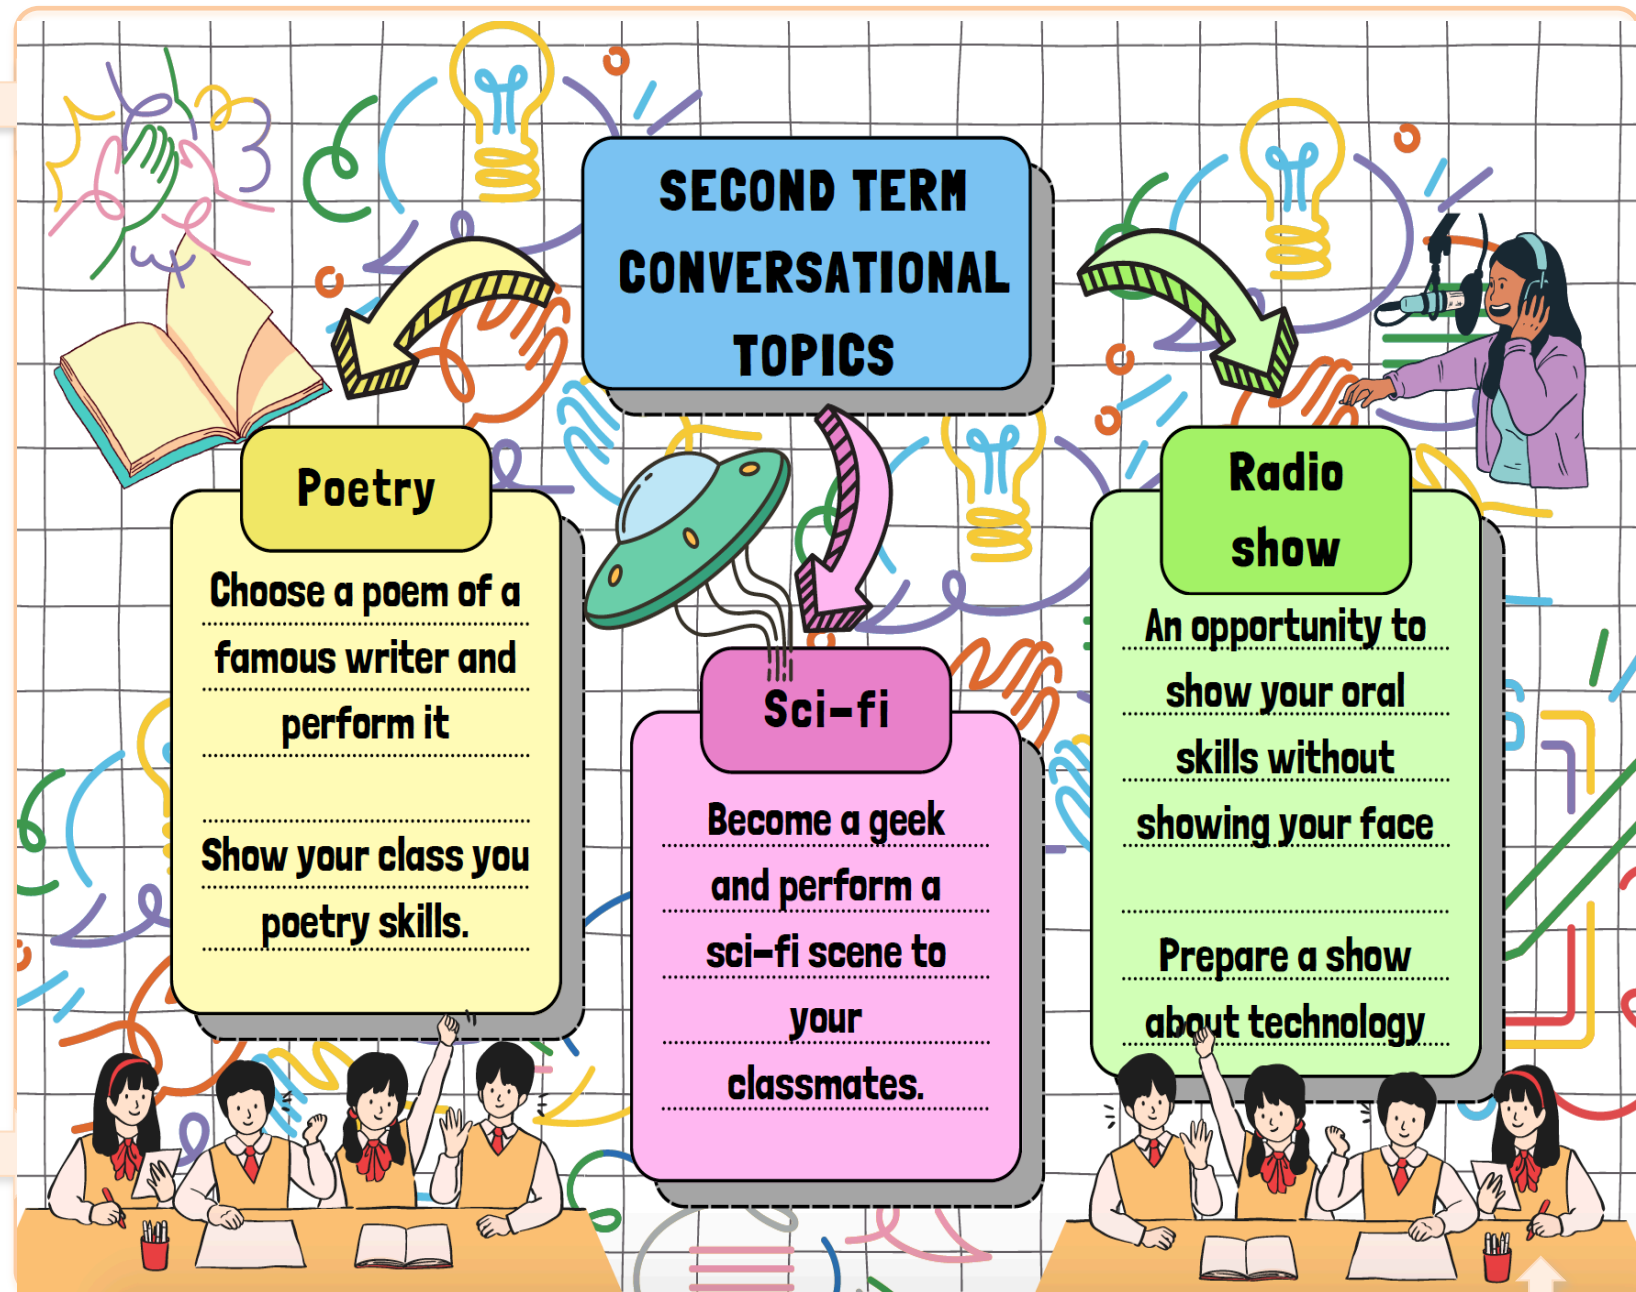 SECOND TERM
CONVERSATIONAL
TOPICS
Poetry
Choose a poem of a
famous writer and
perform it
Show your class you
poetry skills.
Sci-fi
Become a geek
and perform a
sci-fi scene to
your
classmates.
Radio
show
An opportunity to
show your oral
skills without
showing your face
Prepare a show
about technology